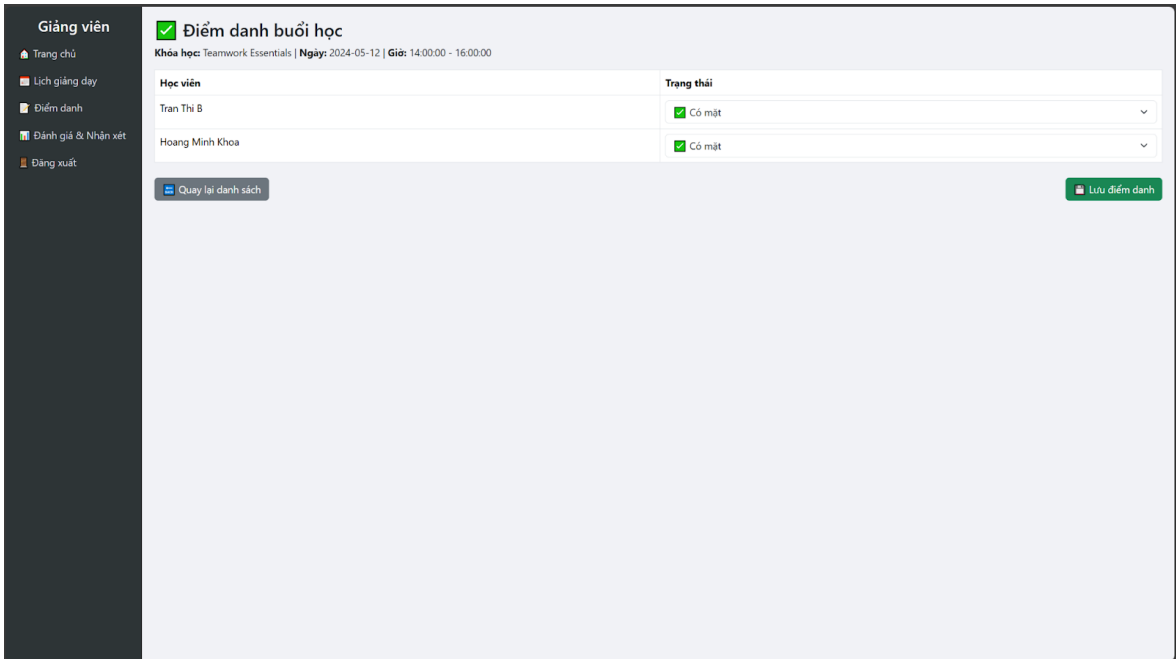 Giảng viên
Trang chủ
Lịch giảng dạy
Điểm danh
Đánh giá & Nhận xét
Đăng xuất
Điểm danh buổi học
Khóa học: Teamwork Essentials | Ngày: 2024-05-12 | Giờ: 14:00:00 - 16:00:00
Học viên Trạng thái
Tran Thi B Có mặt
Hoang Minh Khoa Có mặt
Quay lại danh sách Lưu điểm danh